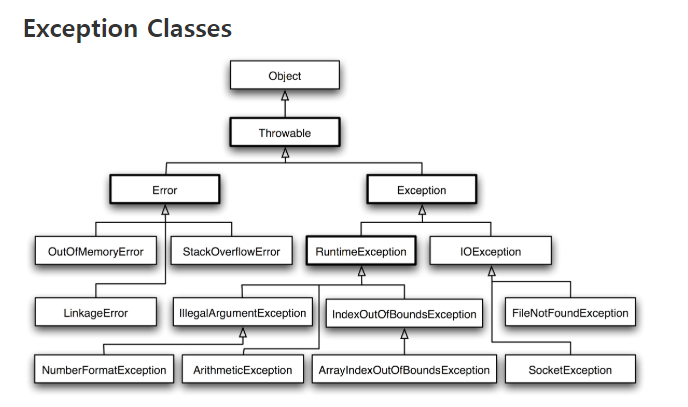 Exception Classes
Object
Throwable
Error
Exception
OutOfMemoryError
StackOverflowError
RuntimeException
IOException
LinkageError
IllegalArgumentException
IndexOutOfBoundsException
FileNotFoundException
NumberFormatException
ArithmeticException
ArrayIndexOutOfBoundsException
SocketException